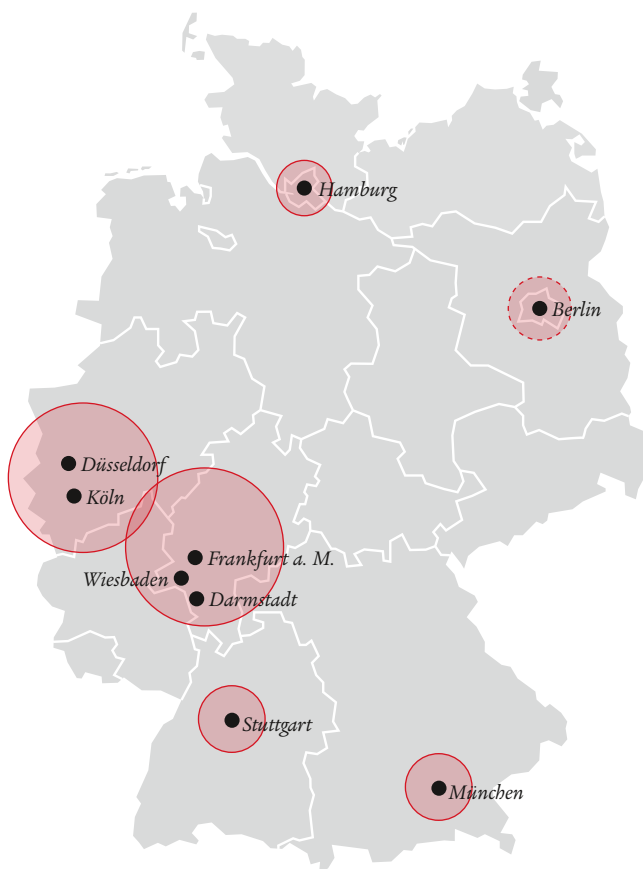 Hamburg
Berlin
Düsseldorf
Köln
Frankfurt a. M.
Wiesbaden
Darmstadt
Stuttgart
München